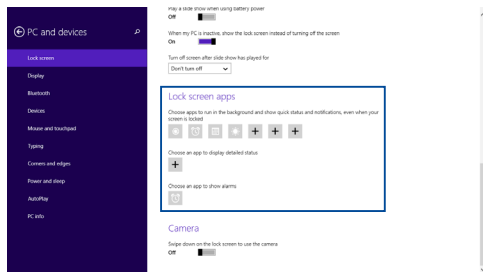 PC and devices
Lock screen
Display
Bluetooth
Devices
Mouse and touchpad
Typing
Corners and edges
Power and sleep
AutoPlay
PC info
Play a slide show when using battery power
Off
When my PC is inactive, show the lock screen instead of turning off the screen
On
Turn off screen after slide show has played for
Don't turn off
Lock screen apps
Choose apps to run in the background and show quick status and notifications, even when your
screen is locked
Choose an app to display detailed status
Choose an app to show alarms
Camera
Swipe down on the lock screen to use the camera
Off